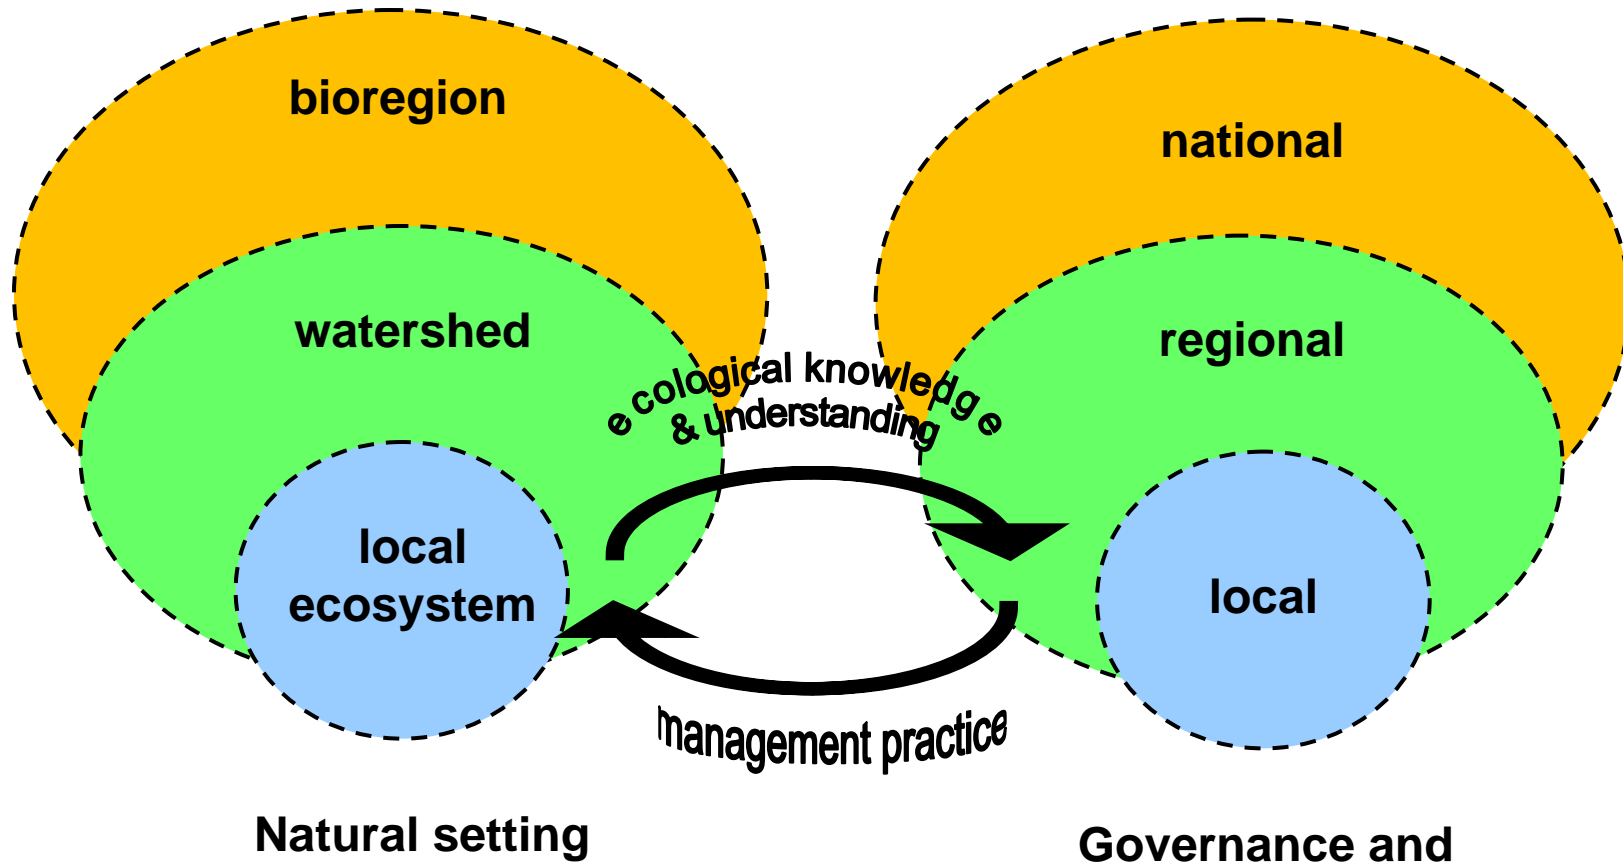 bioregion
national
watershed
regional
ecological knowledge
& understanding
local
ecosystem
local
management practice
Natural setting
Governance and